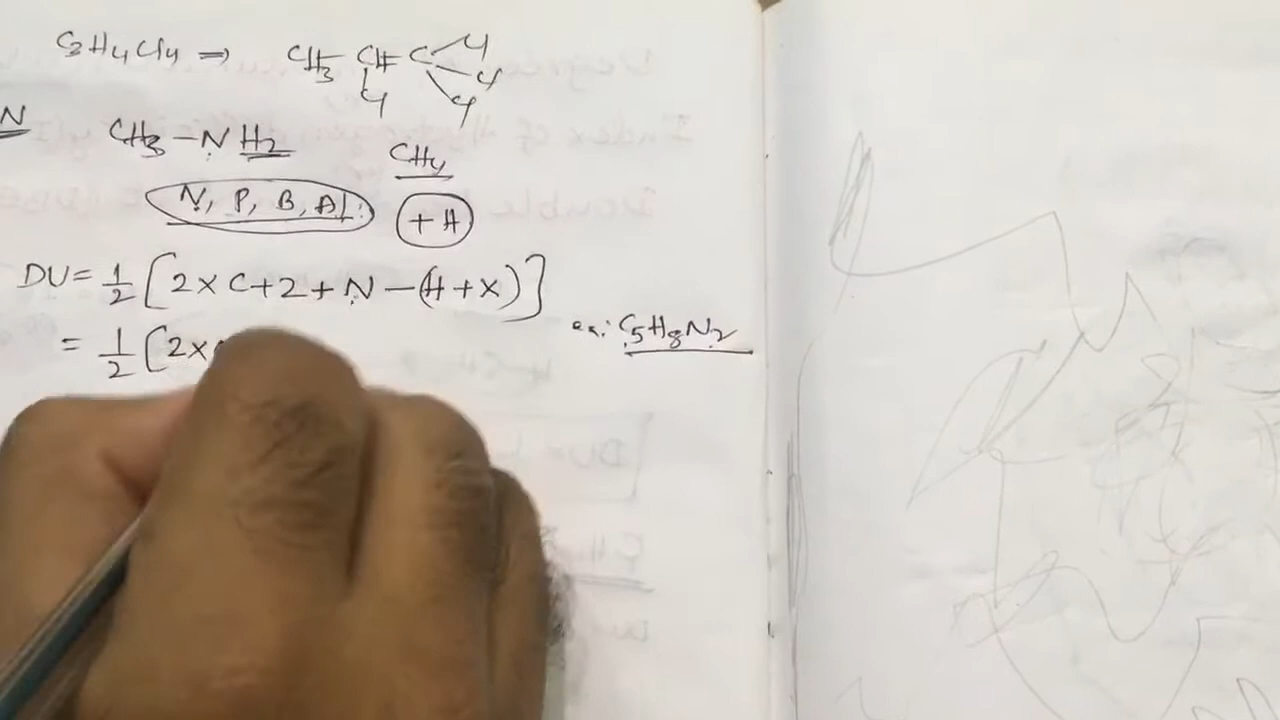 C3H4Cl4 ⇒ CH3 - CH - C Cl Cl Cl
Cl
N
CH3 - NH2
CH4
N, P, B, Al
+ H
DU = 1/2 [2 x C + 2 + N - (H + X)]
ex: C5H8N2
= 1/2 [2 x